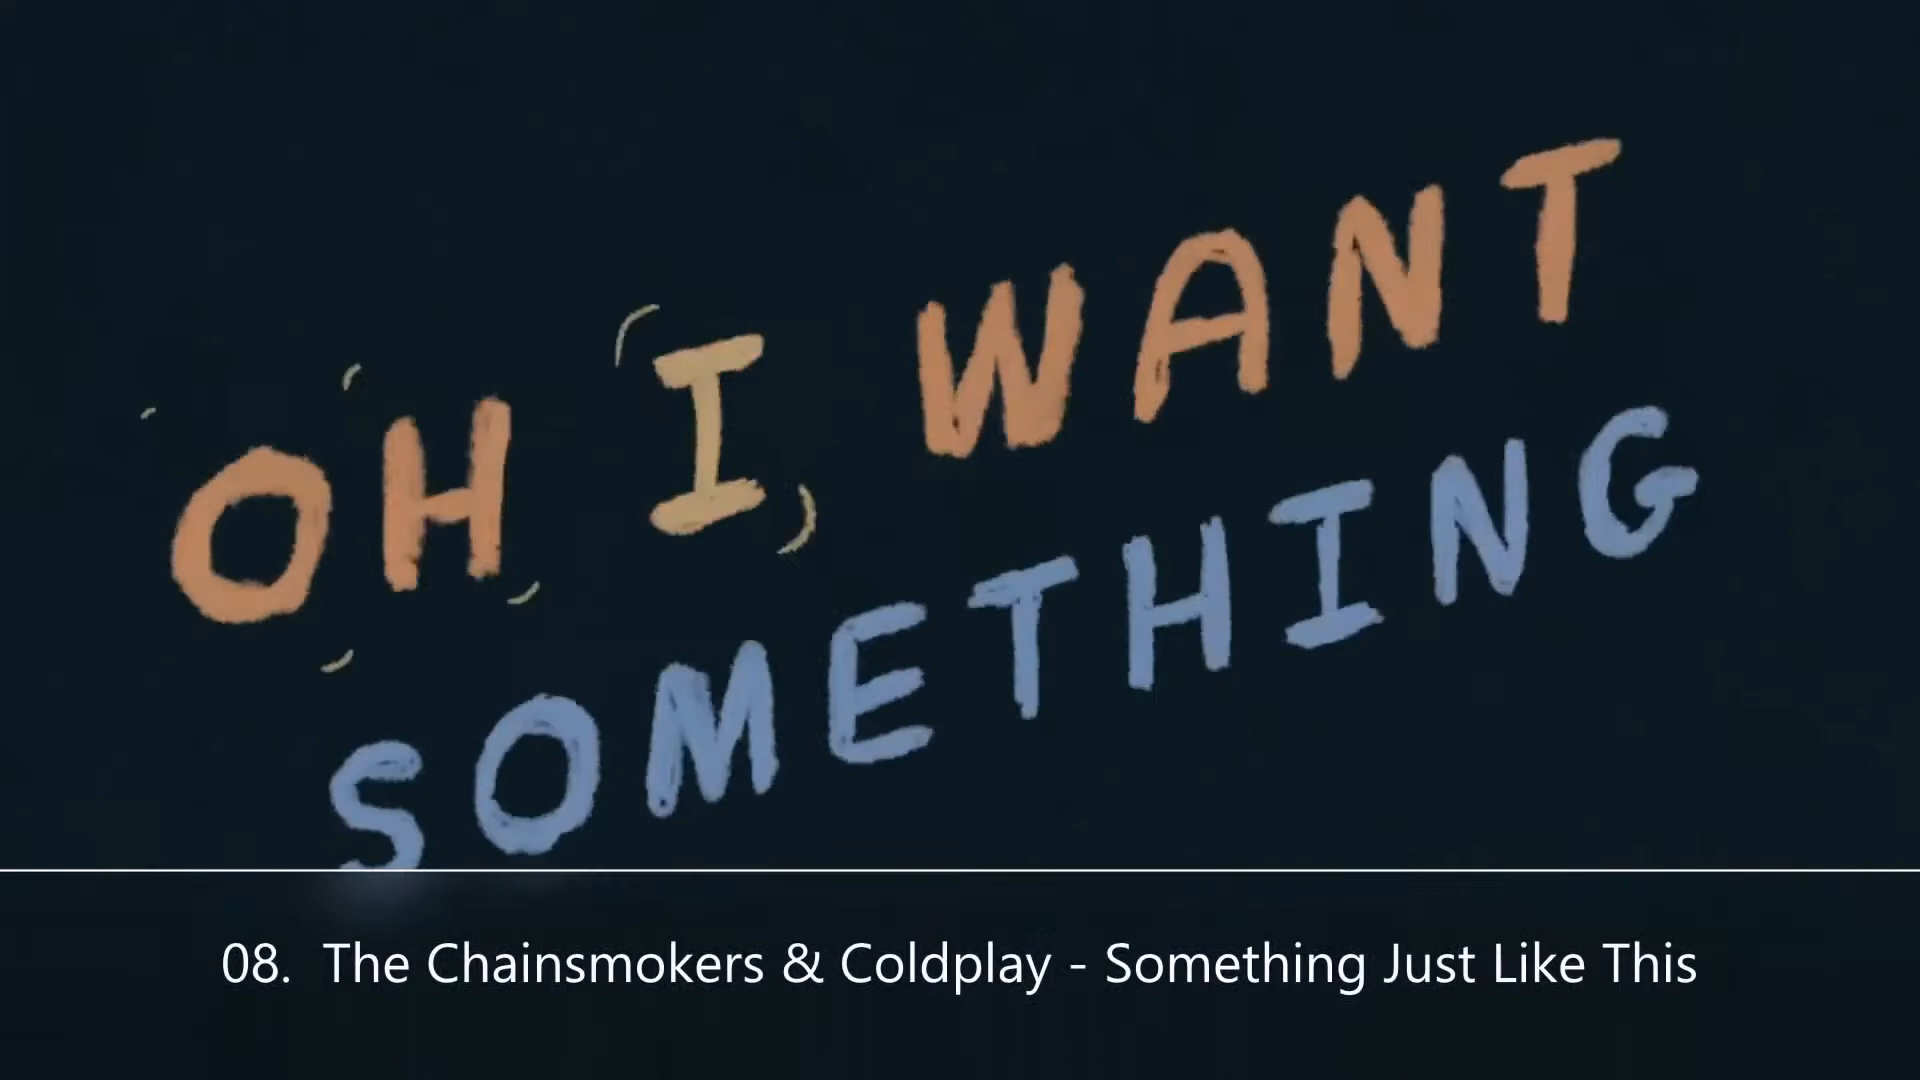 OH I WANT
SOMETHING
08. The Chainsmokers & Coldplay - Something Just Like This